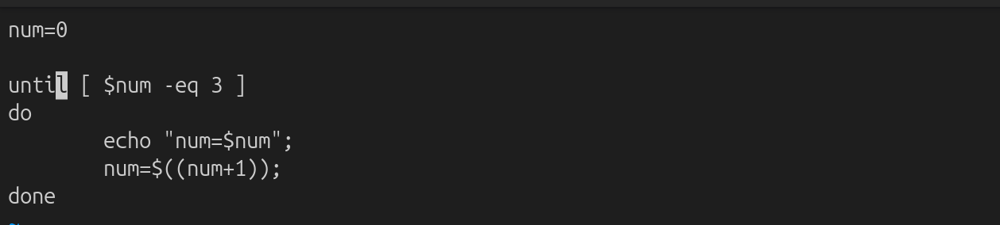 num=0
until [ $num -eq 3 ]
do
echo "num=$num";
num=$((num+1));
done